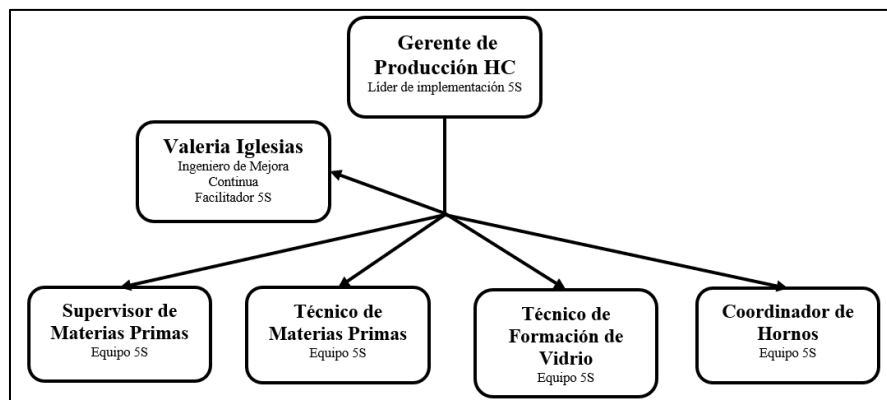 Gerente de
Producción HC
Líder de implementación 5S
Valeria Iglesias
Ingeniero de Mejora
Continua
Facilitador 5S
Supervisor de
Materias Primas
Equipo 5S
Técnico de
Materias Primas
Equipo 5S
Técnico de
Formación de
Vidrio
Equipo 5S
Coordinador de
Hornos
Equipo 5S